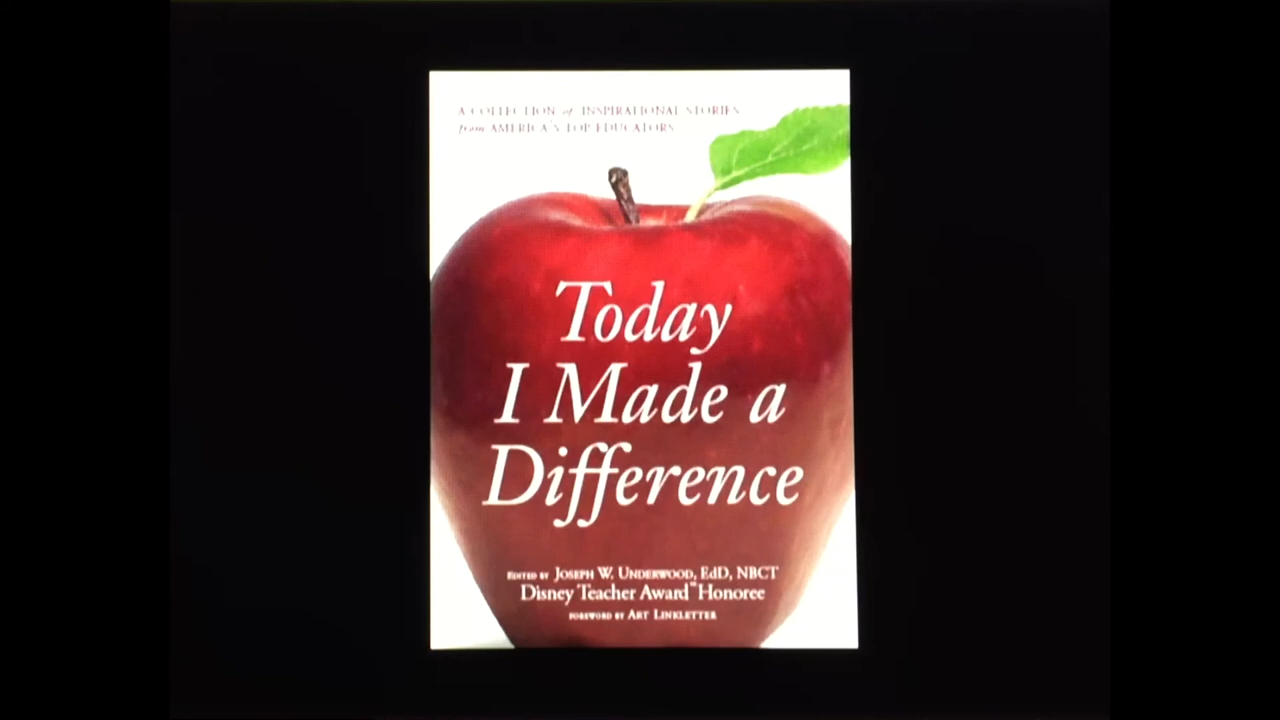 A COLLECTION of INSPIRATIONAL STORIES
from AMERICA'S TOP EDUCATORS
Today
I Made a
Difference
EDITED BY JOSEPH W. UNDERWOOD, EdD, NBCT
Disney Teacher Award™ Honoree
FOREWORD BY ART LINKLETTER